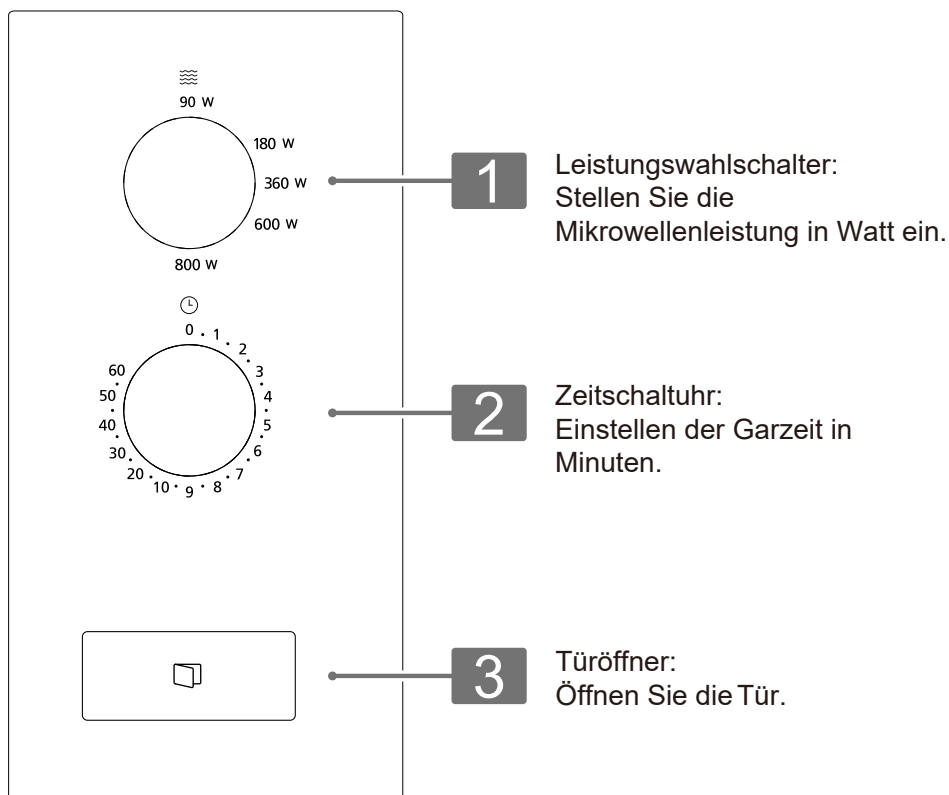 90 W
180 W
360 W
600 W
800 W
1
Leistungswahlschalter:
Stellen Sie die
Mikrowellenleistung in Watt ein.
0 · 1 · 2 · 3 · 4 · 5 · 6 · 7 · 8 · 9 · 10 · 20 · 30 · 40 · 50 · 60
2
Zeitschaltuhr:
Einstellen der Garzeit in
Minuten.
3
Türöffner:
Öffnen Sie die Tür.